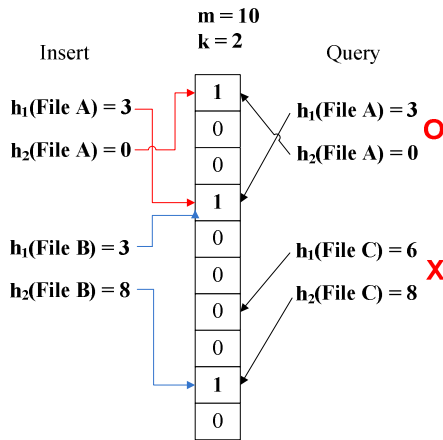 m = 10
k = 2
Insert
Query
h₁(File A) = 3
h₂(File A) = 0
h₁(File B) = 3
h₂(File B) = 8
1
0
0
1
0
0
0
0
1
0
h₁(File A) = 3
h₂(File A) = 0
O
h₁(File C) = 6
h₂(File C) = 8
X